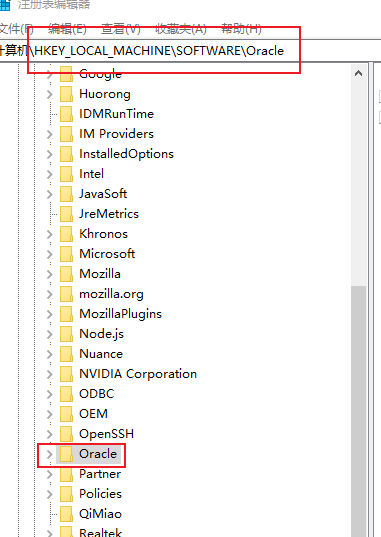 注册表编辑器
文件(F) 编辑(E) 查看(V) 收藏夹(A) 帮助(H)
计算机\HKEY_LOCAL_MACHINE\SOFTWARE\Oracle
Google
Huorong
IDMRunTime
IM Providers
InstalledOptions
Intel
JavaSoft
JreMetrics
Khronos
Microsoft
Mozilla
mozilla.org
MozillaPlugins
Node.js
Nuance
NVIDIA Corporation
ODBC
OEM
OpenSSH
Oracle
Partner
Policies
QiMiao
Realtek